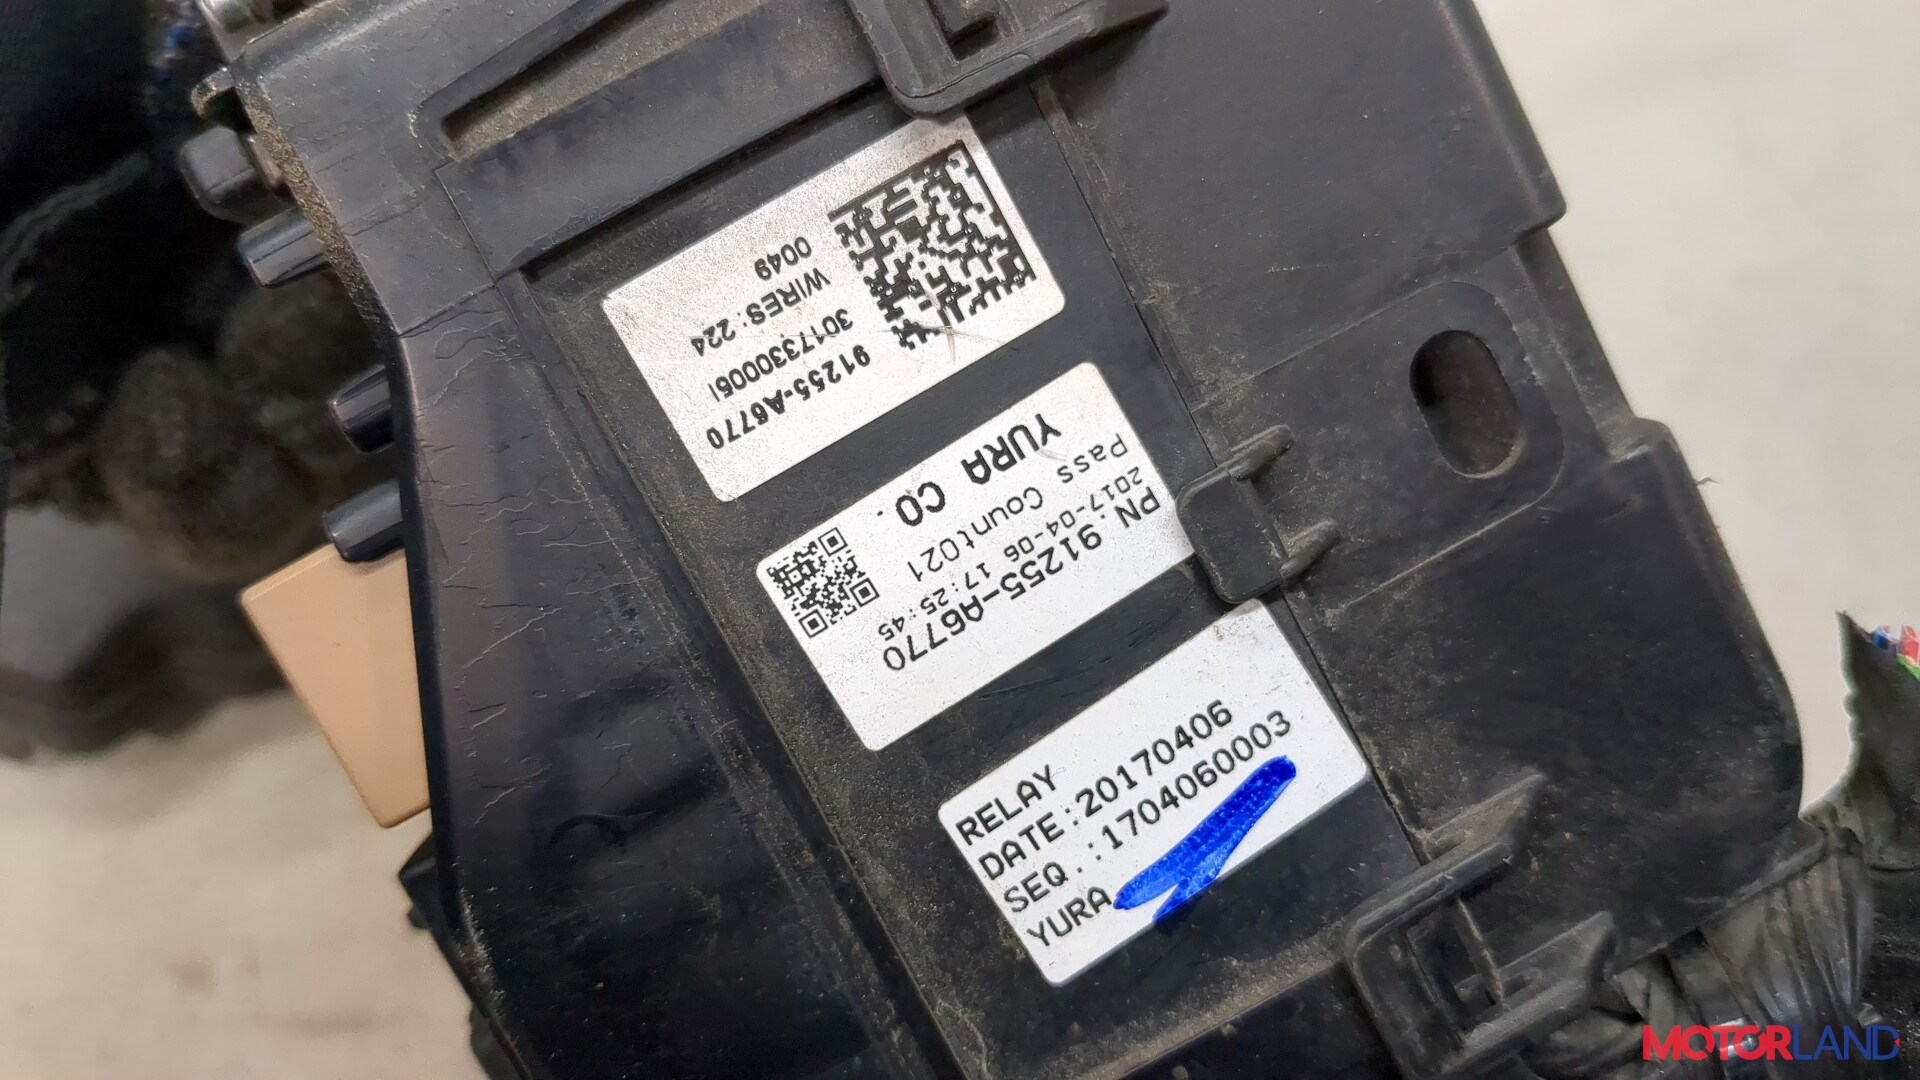 91255-A6770
30173300061
WIRES:224
0049
PN :91255-A6770
2017-04-06 17:25:45
Pass Count021
YURA CO.
RELAY
DATE:20170406
SEQ.:1704060003
YURA
MOTORLAND